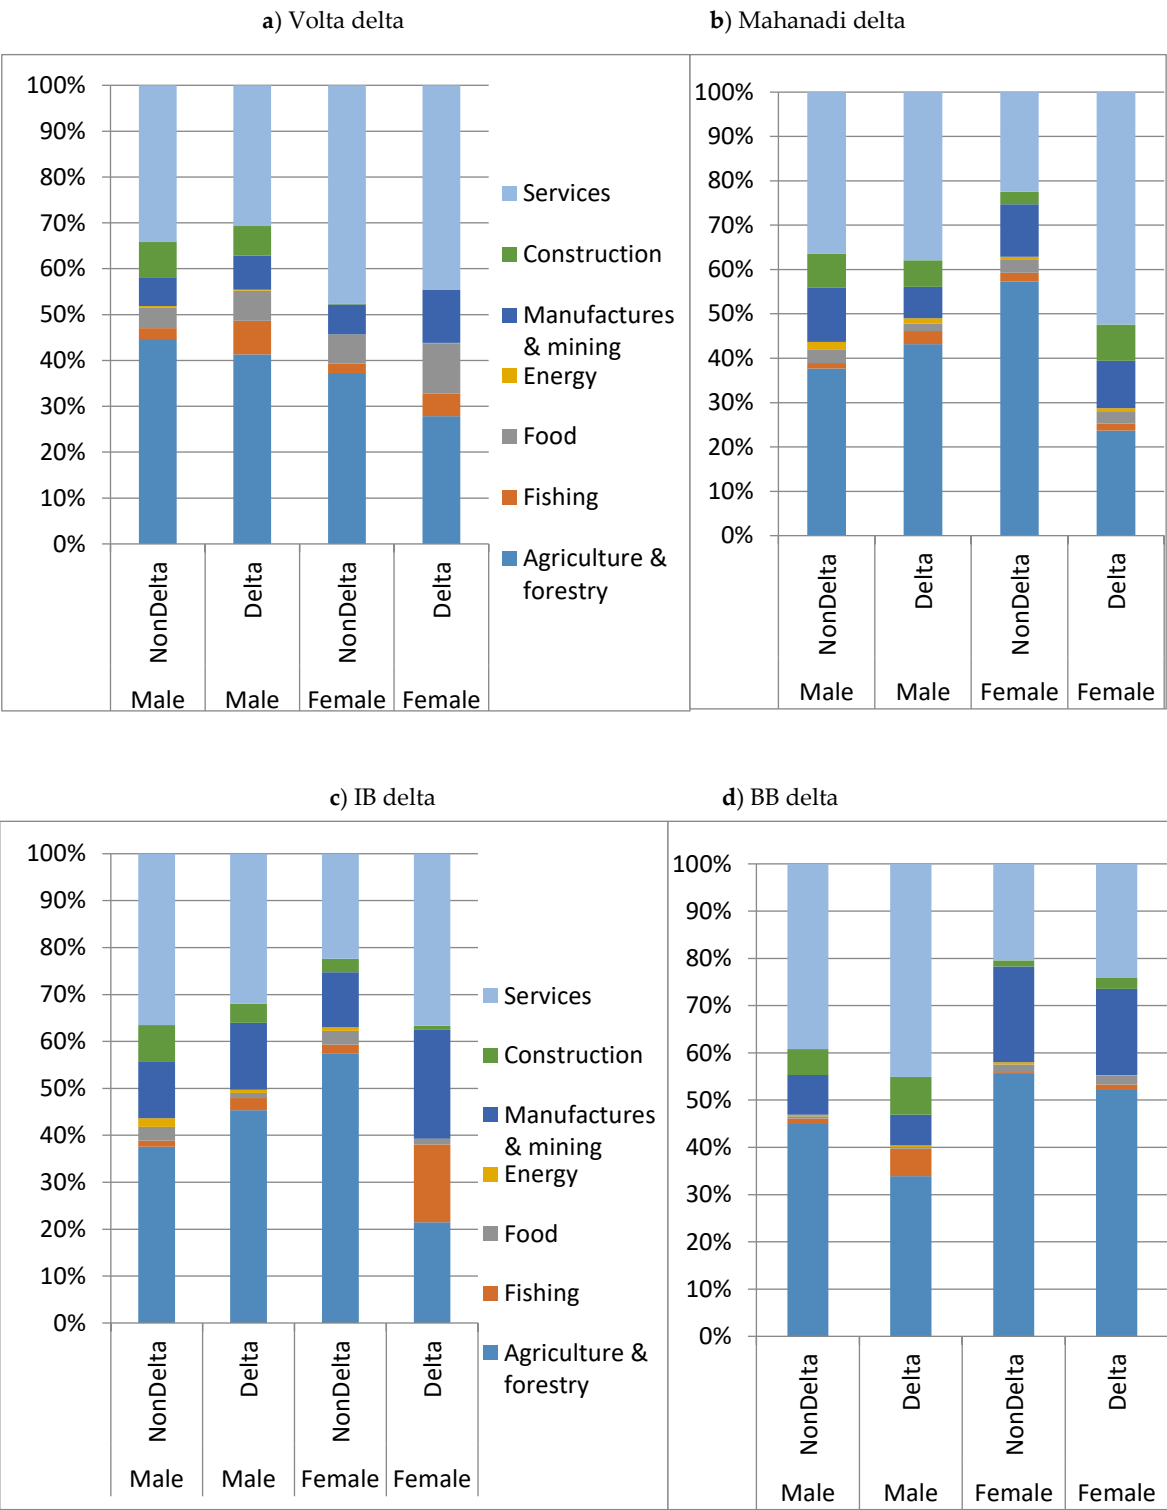 a) Volta delta
b) Mahanadi delta
100%
90%
80%
70%
60%
50%
40%
30%
20%
10%
0%
NonDelta
Delta
NonDelta
Delta
Male
Male
Female
Female
Services
Construction
Manufactures
& mining
Energy
Food
Fishing
Agriculture &
forestry
100%
90%
80%
70%
60%
50%
40%
30%
20%
10%
0%
NonDelta
Delta
NonDelta
Delta
Male
Male
Female
Female
c) IB delta
d) BB delta
100%
90%
80%
70%
60%
50%
40%
30%
20%
10%
0%
NonDelta
Delta
NonDelta
Delta
Male
Male
Female
Female
Services
Construction
Manufactures
& mining
Energy
Food
Fishing
Agriculture &
forestry
100%
90%
80%
70%
60%
50%
40%
30%
20%
10%
0%
NonDelta
Delta
NonDelta
Delta
Male
Male
Female
Female